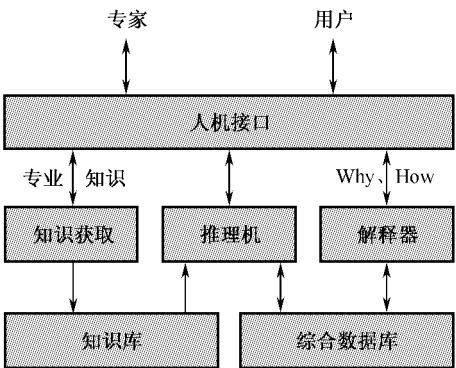 专家 用户
人机接口
专业 知识 Why、How
知识获取 推理机 解释器
知识库 综合数据库